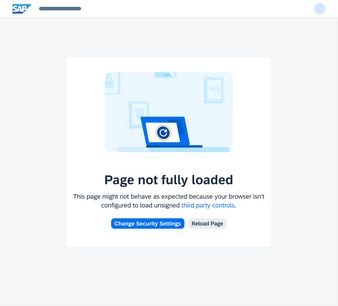 SAP
Page not fully loaded
This page might not behave as expected because your browser isn't
configured to load unsigned third party controls.
Change Security Settings
Reload Page